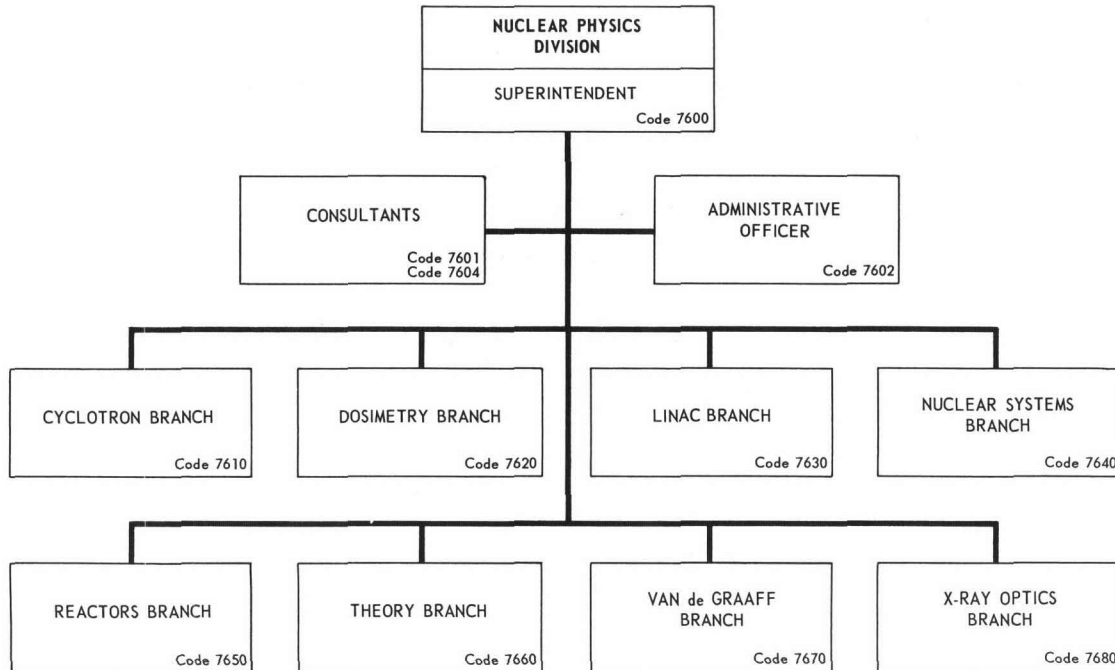 NUCLEAR PHYSICS
DIVISION
SUPERINTENDENT
Code 7600
CONSULTANTS
Code 7601
Code 7604
ADMINISTRATIVE
OFFICER
Code 7602
CYCLOTRON BRANCH
Code 7610
DOSIMETRY BRANCH
Code 7620
LINAC BRANCH
Code 7630
NUCLEAR SYSTEMS
BRANCH
Code 7640
REACTORS BRANCH
Code 7650
THEORY BRANCH
Code 7660
VAN de GRAAFF
BRANCH
Code 7670
X-RAY OPTICS
BRANCH
Code 7680